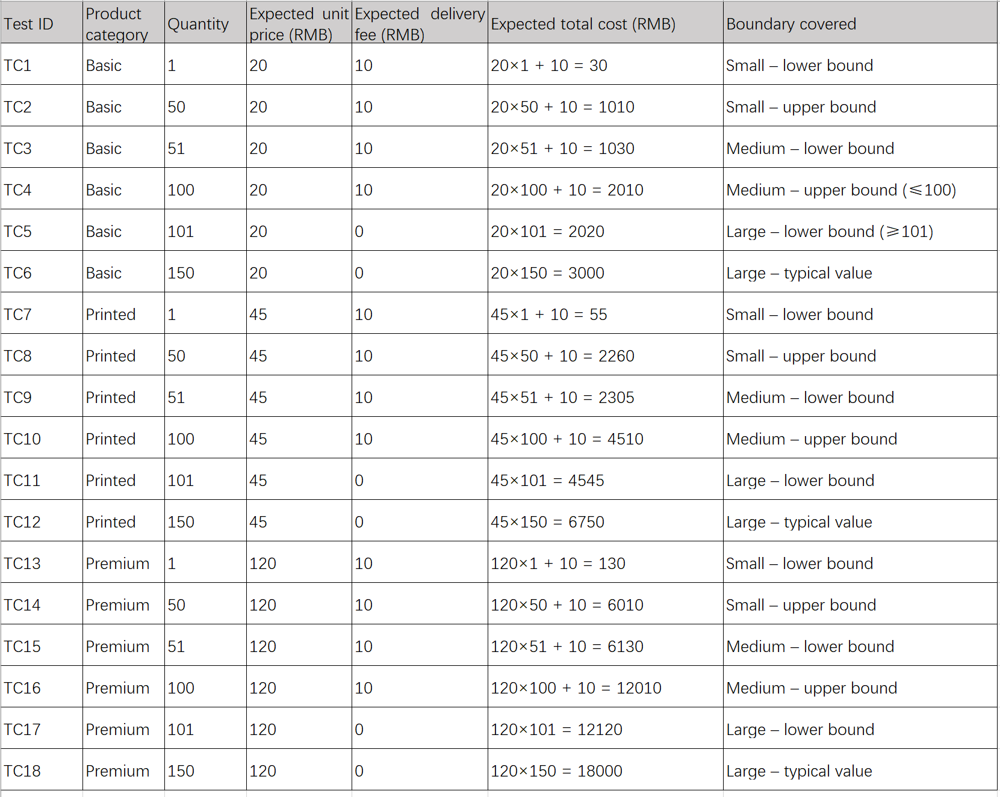 Test ID Product category Quantity Expected unit price (RMB) Expected delivery fee (RMB) Expected total cost (RMB) Boundary covered
TC1 Basic 1 20 10 20×1 + 10 = 30 Small – lower bound
TC2 Basic 50 20 10 20×50 + 10 = 1010 Small – upper bound
TC3 Basic 51 20 10 20×51 + 10 = 1030 Medium – lower bound
TC4 Basic 100 20 10 20×100 + 10 = 2010 Medium – upper bound (≤100)
TC5 Basic 101 20 0 20×101 = 2020 Large – lower bound (≥101)
TC6 Basic 150 20 0 20×150 = 3000 Large – typical value
TC7 Printed 1 45 10 45×1 + 10 = 55 Small – lower bound
TC8 Printed 50 45 10 45×50 + 10 = 2260 Small – upper bound
TC9 Printed 51 45 10 45×51 + 10 = 2305 Medium – lower bound
TC10 Printed 100 45 10 45×100 + 10 = 4510 Medium – upper bound
TC11 Printed 101 45 0 45×101 = 4545 Large – lower bound
TC12 Printed 150 45 0 45×150 = 6750 Large – typical value
TC13 Premium 1 120 10 120×1 + 10 = 130 Small – lower bound
TC14 Premium 50 120 10 120×50 + 10 = 6010 Small – upper bound
TC15 Premium 51 120 10 120×51 + 10 = 6130 Medium – lower bound
TC16 Premium 100 120 10 120×100 + 10 = 12010 Medium – upper bound
TC17 Premium 101 120 0 120×101 = 12120 Large – lower bound
TC18 Premium 150 120 0 120×150 = 18000 Large – typical value